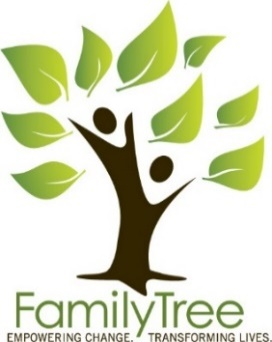 FamilyTree
EMPOWERING CHANGE. TRANSFORMING LIVES.